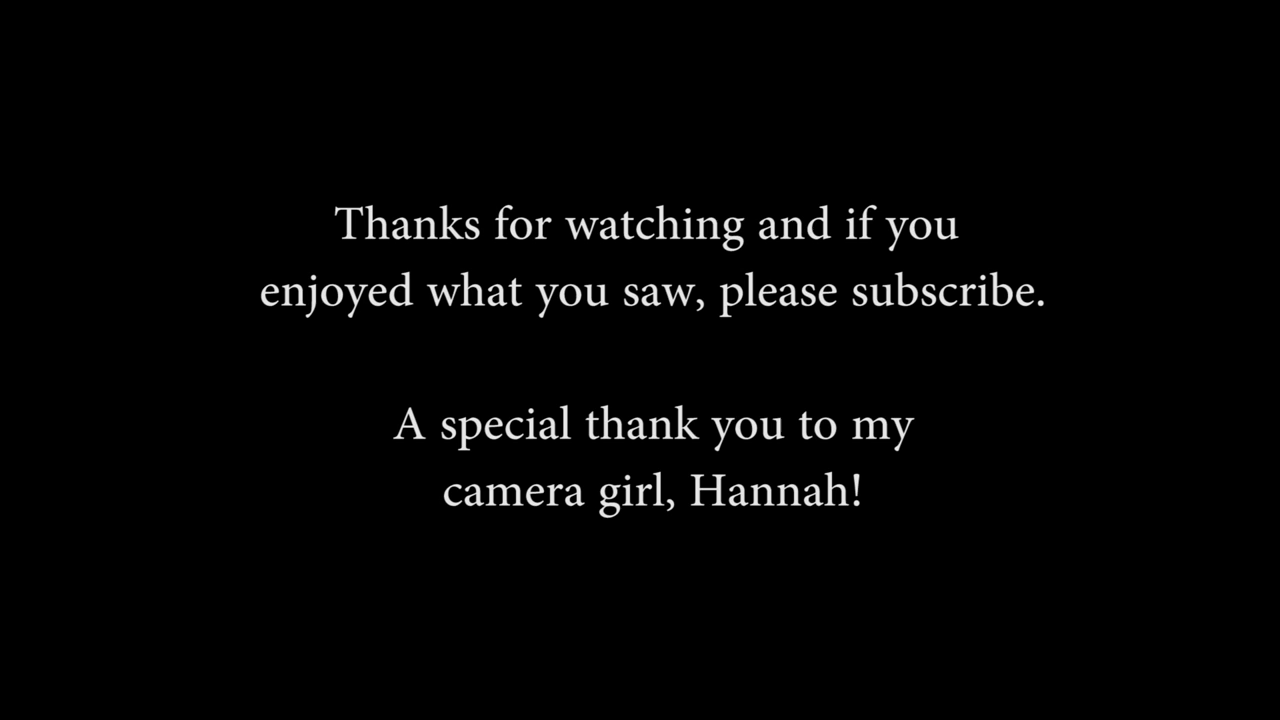 Thanks for watching and if you
enjoyed what you saw, please subscribe.
A special thank you to my
camera girl, Hannah!